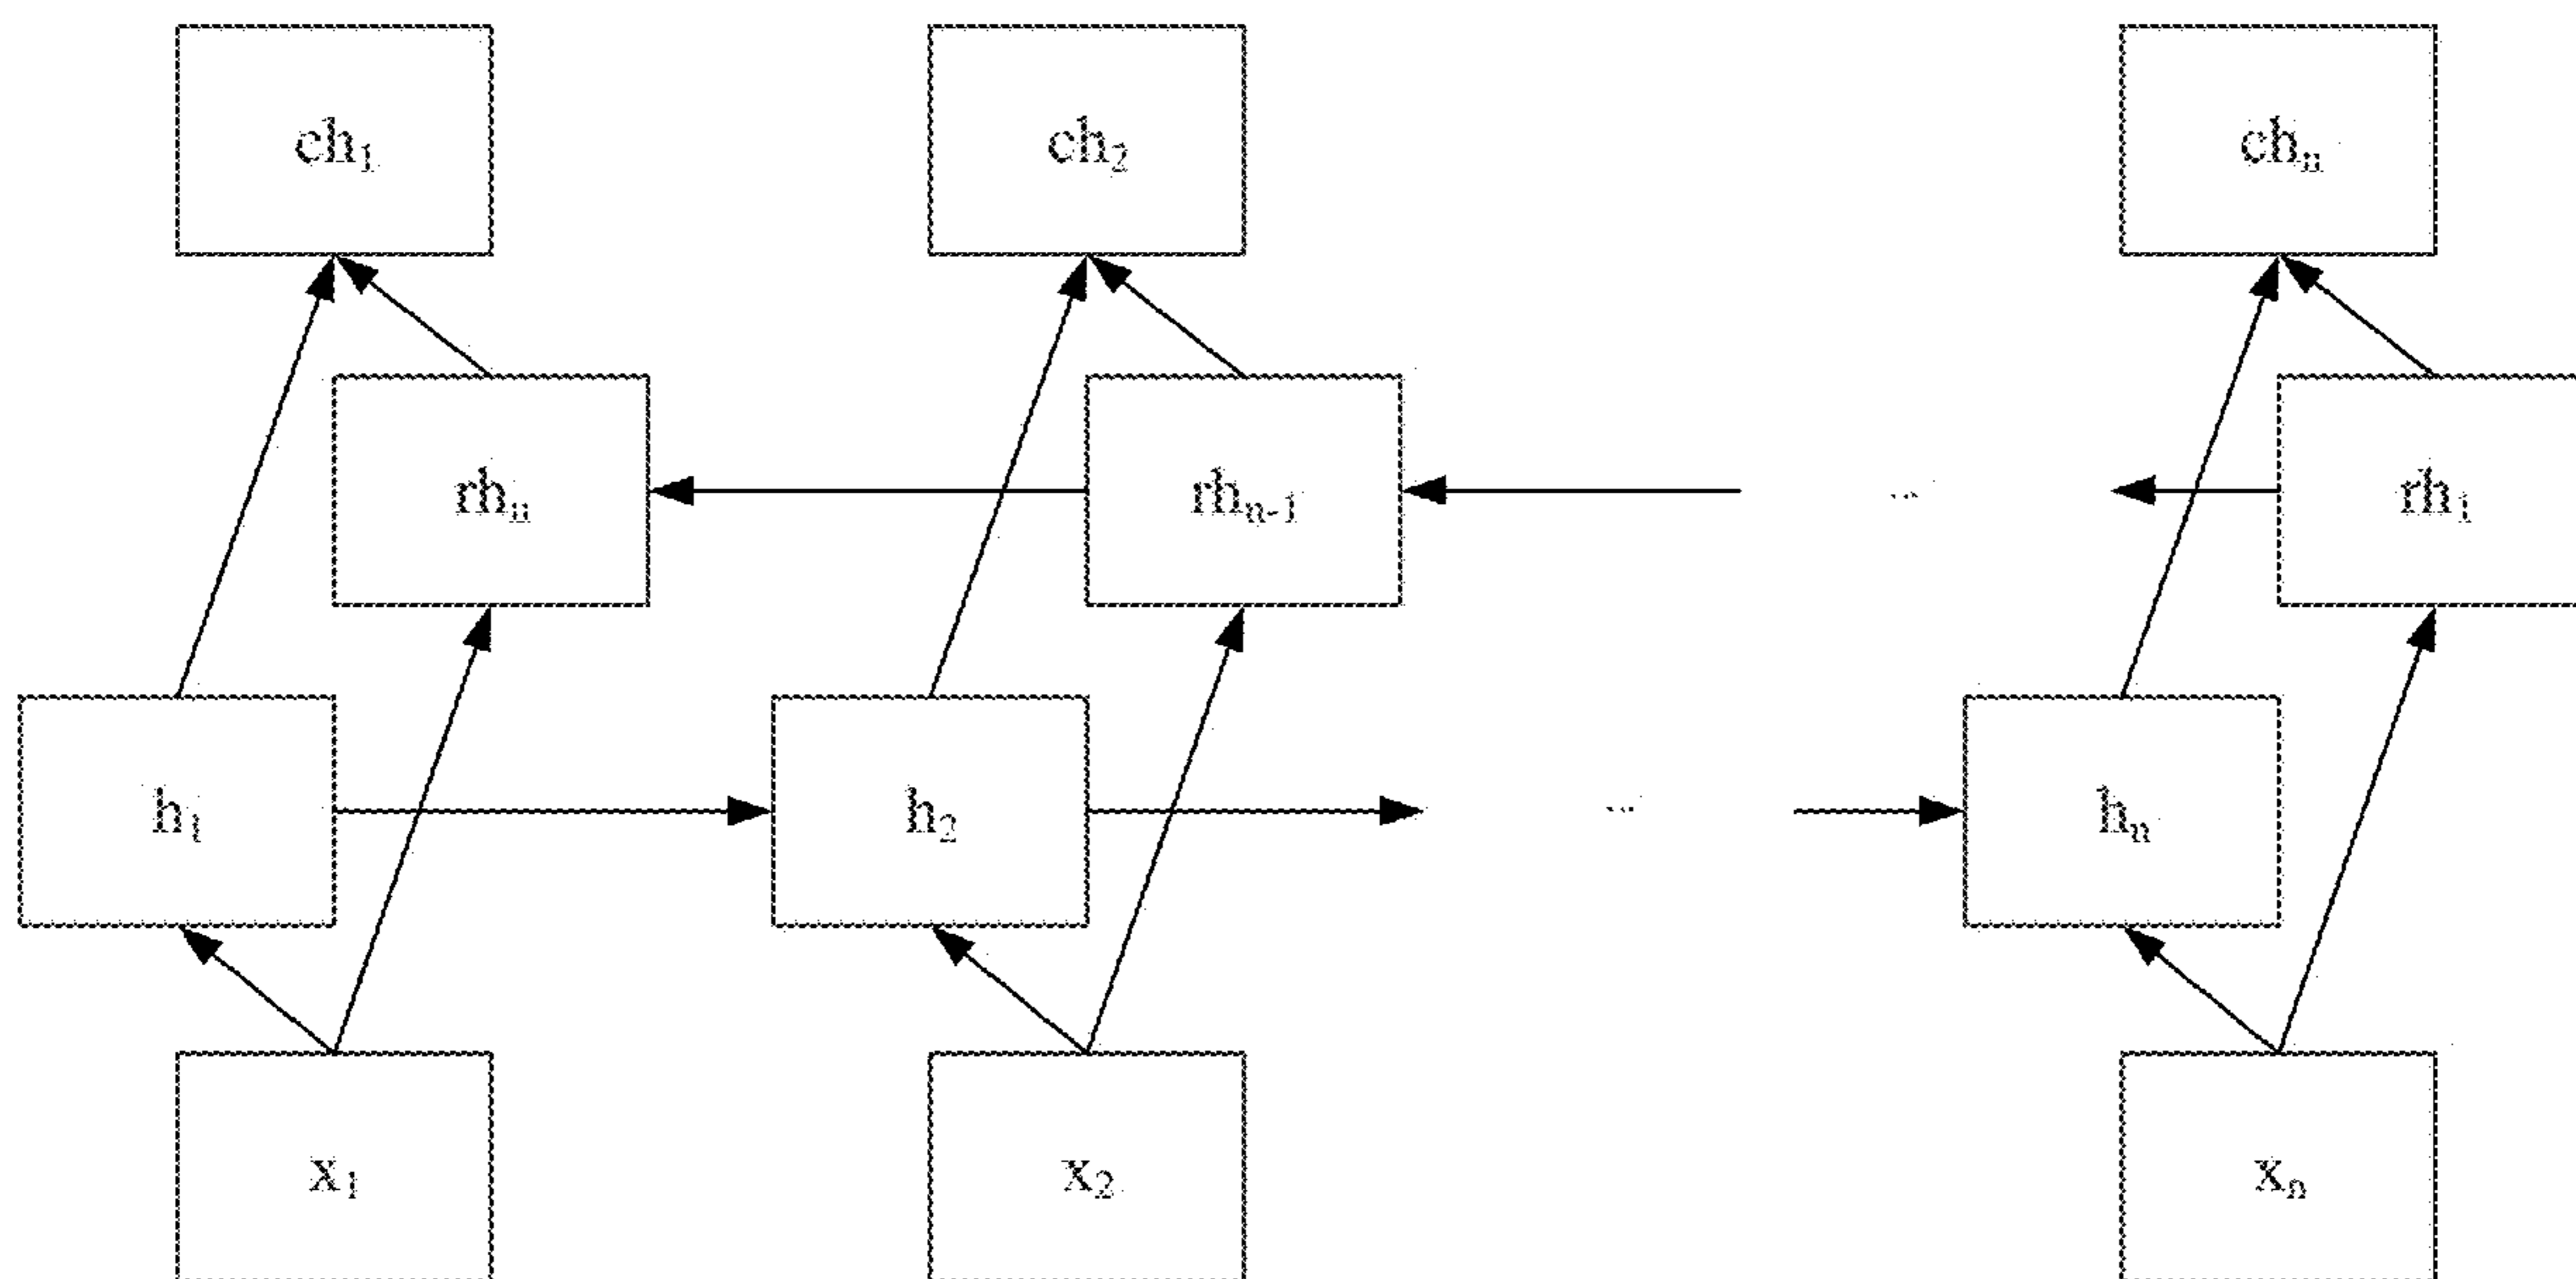 ch₁ ch₂ chₙ
rhₙ rhₙ₋₁ ... rh₁
h₁ h₂ ... hₙ
x₁ x₂ xₙ